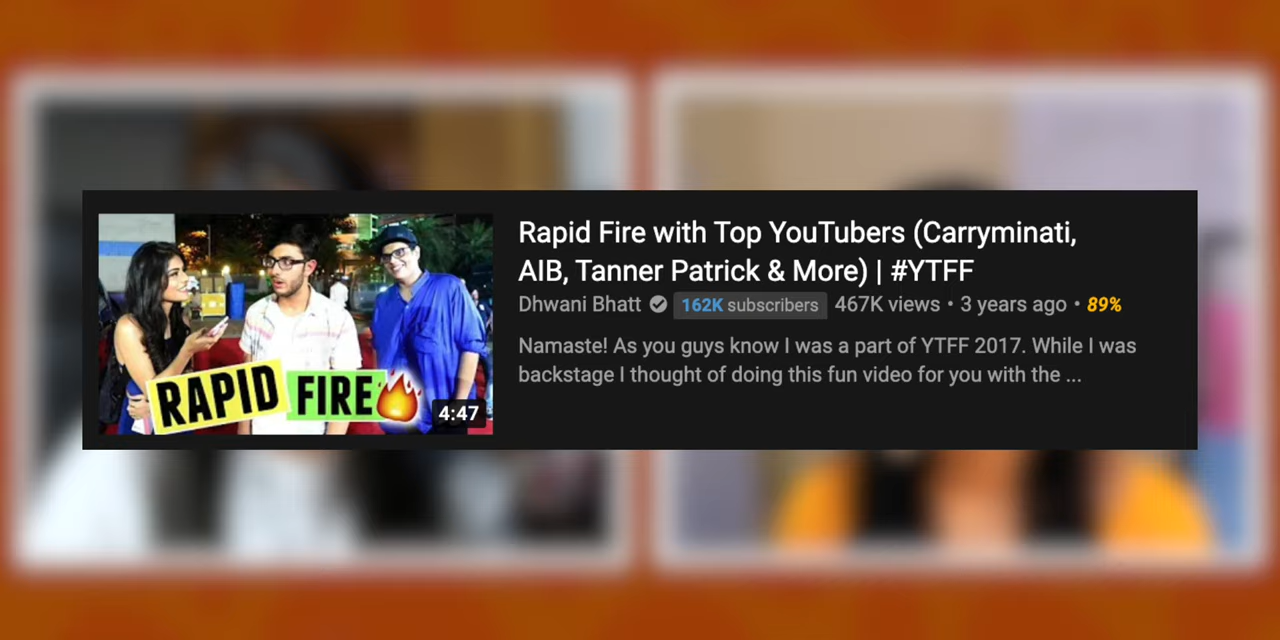 RAPID FIRE
4:47
Rapid Fire with Top YouTubers (Carryminati,
AIB, Tanner Patrick & More) | #YTFF
Dhwani Bhatt 162K subscribers 467K views • 3 years ago • 89%
Namaste! As you guys know I was a part of YTFF 2017. While I was
backstage I thought of doing this fun video for you with the ...